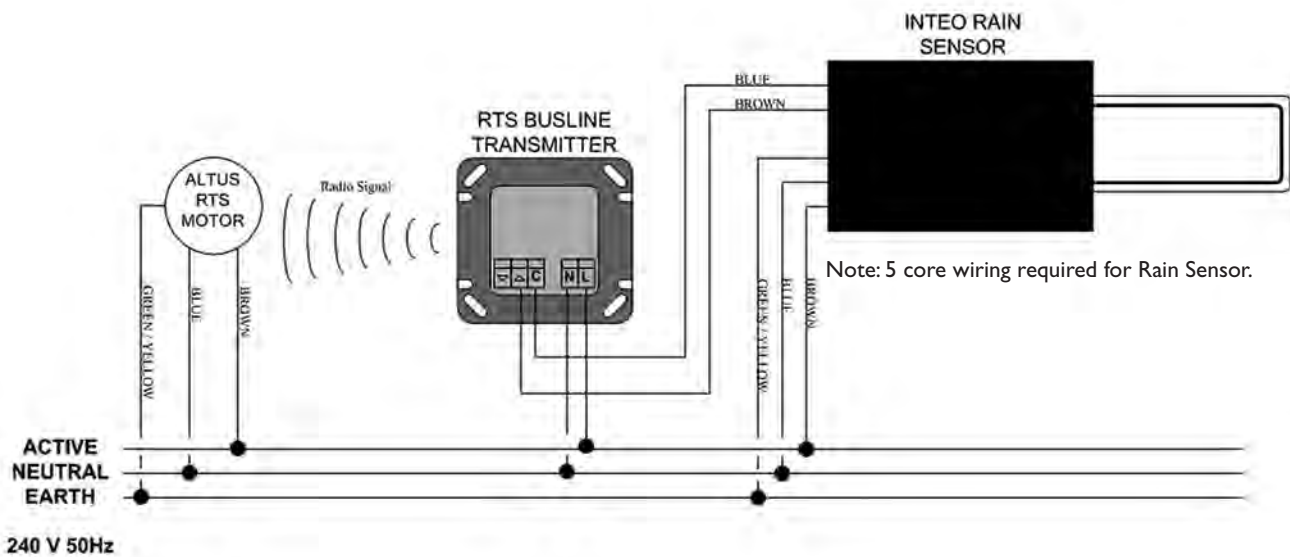 INTEO RAIN
SENSOR
BLUE
BROWN
RTS BUSLINE
TRANSMITTER
ALTUS
RTS
MOTOR
Radio Signal
C
N
L
Note: 5 core wiring required for Rain Sensor.
GREEN / YELLOW
BLUE
BROWN
GREEN / YELLOW
BLUE
BROWN
ACTIVE
NEUTRAL
EARTH
240 V 50Hz